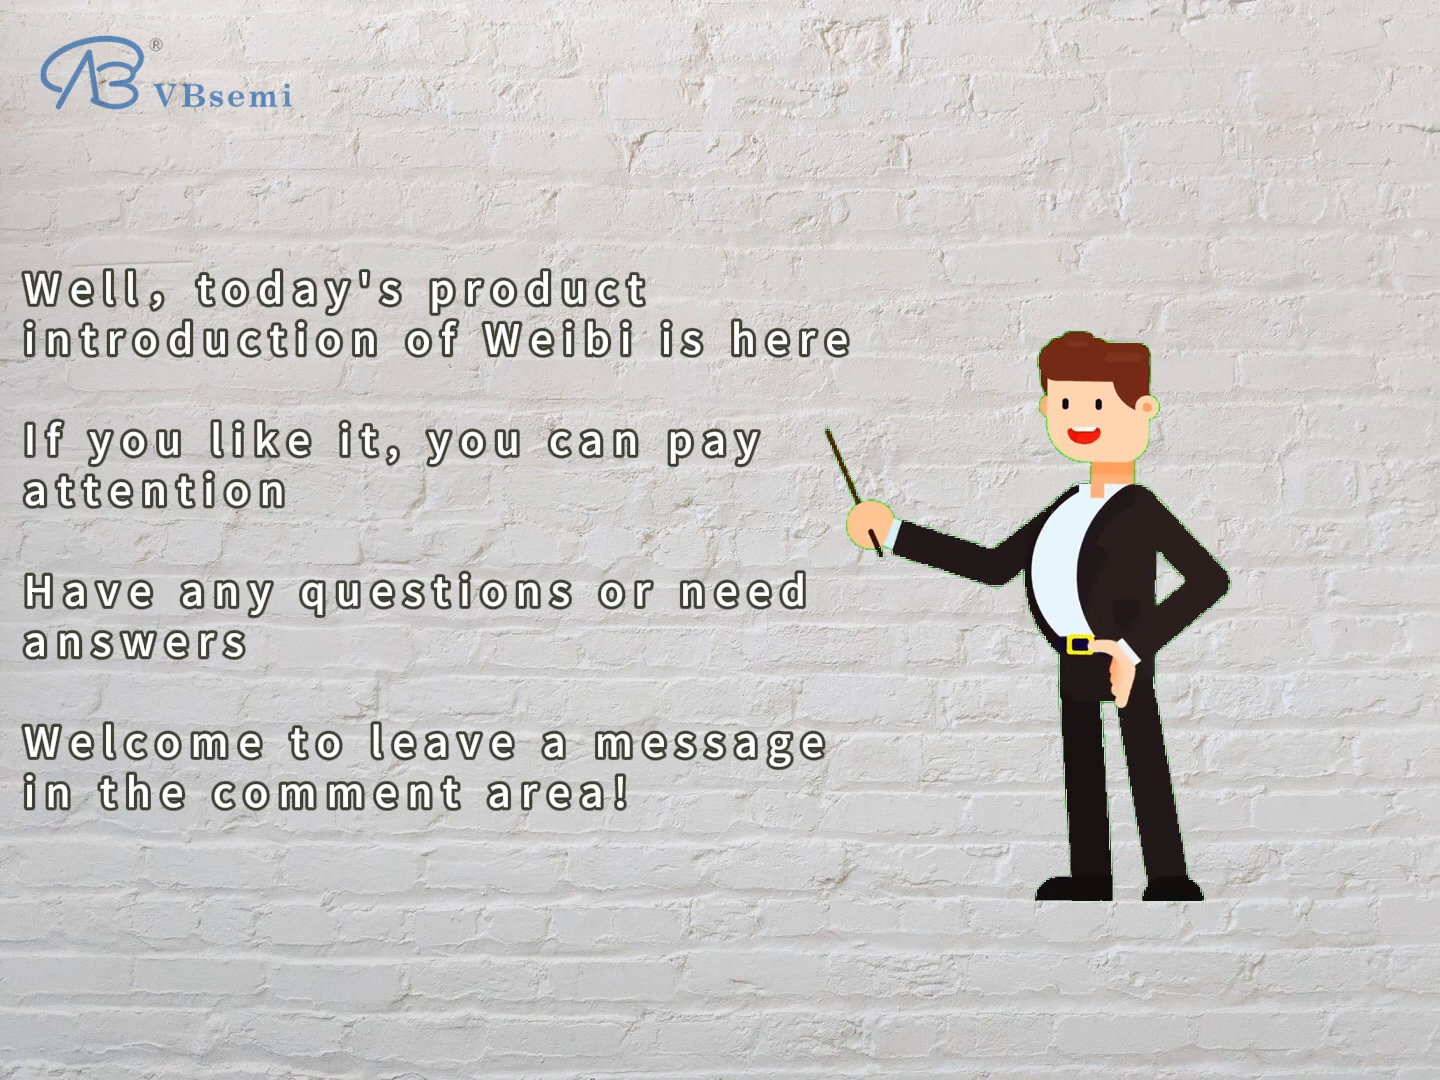 ®
VBsemi
Well, today's product
introduction of Weibi is here
If you like it, you can pay
attention
Have any questions or need
answers
Welcome to leave a message
in the comment area!